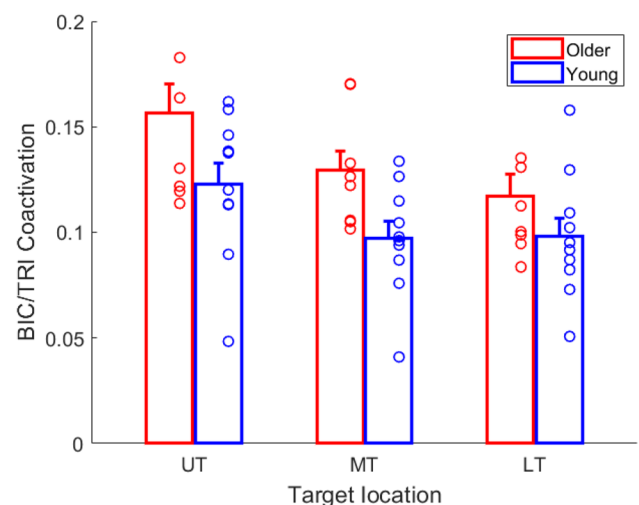 0.2
0.15
0.1
0.05
0
BIC/TRI Coactivation
Older
Young
UT
MT
LT
Target location